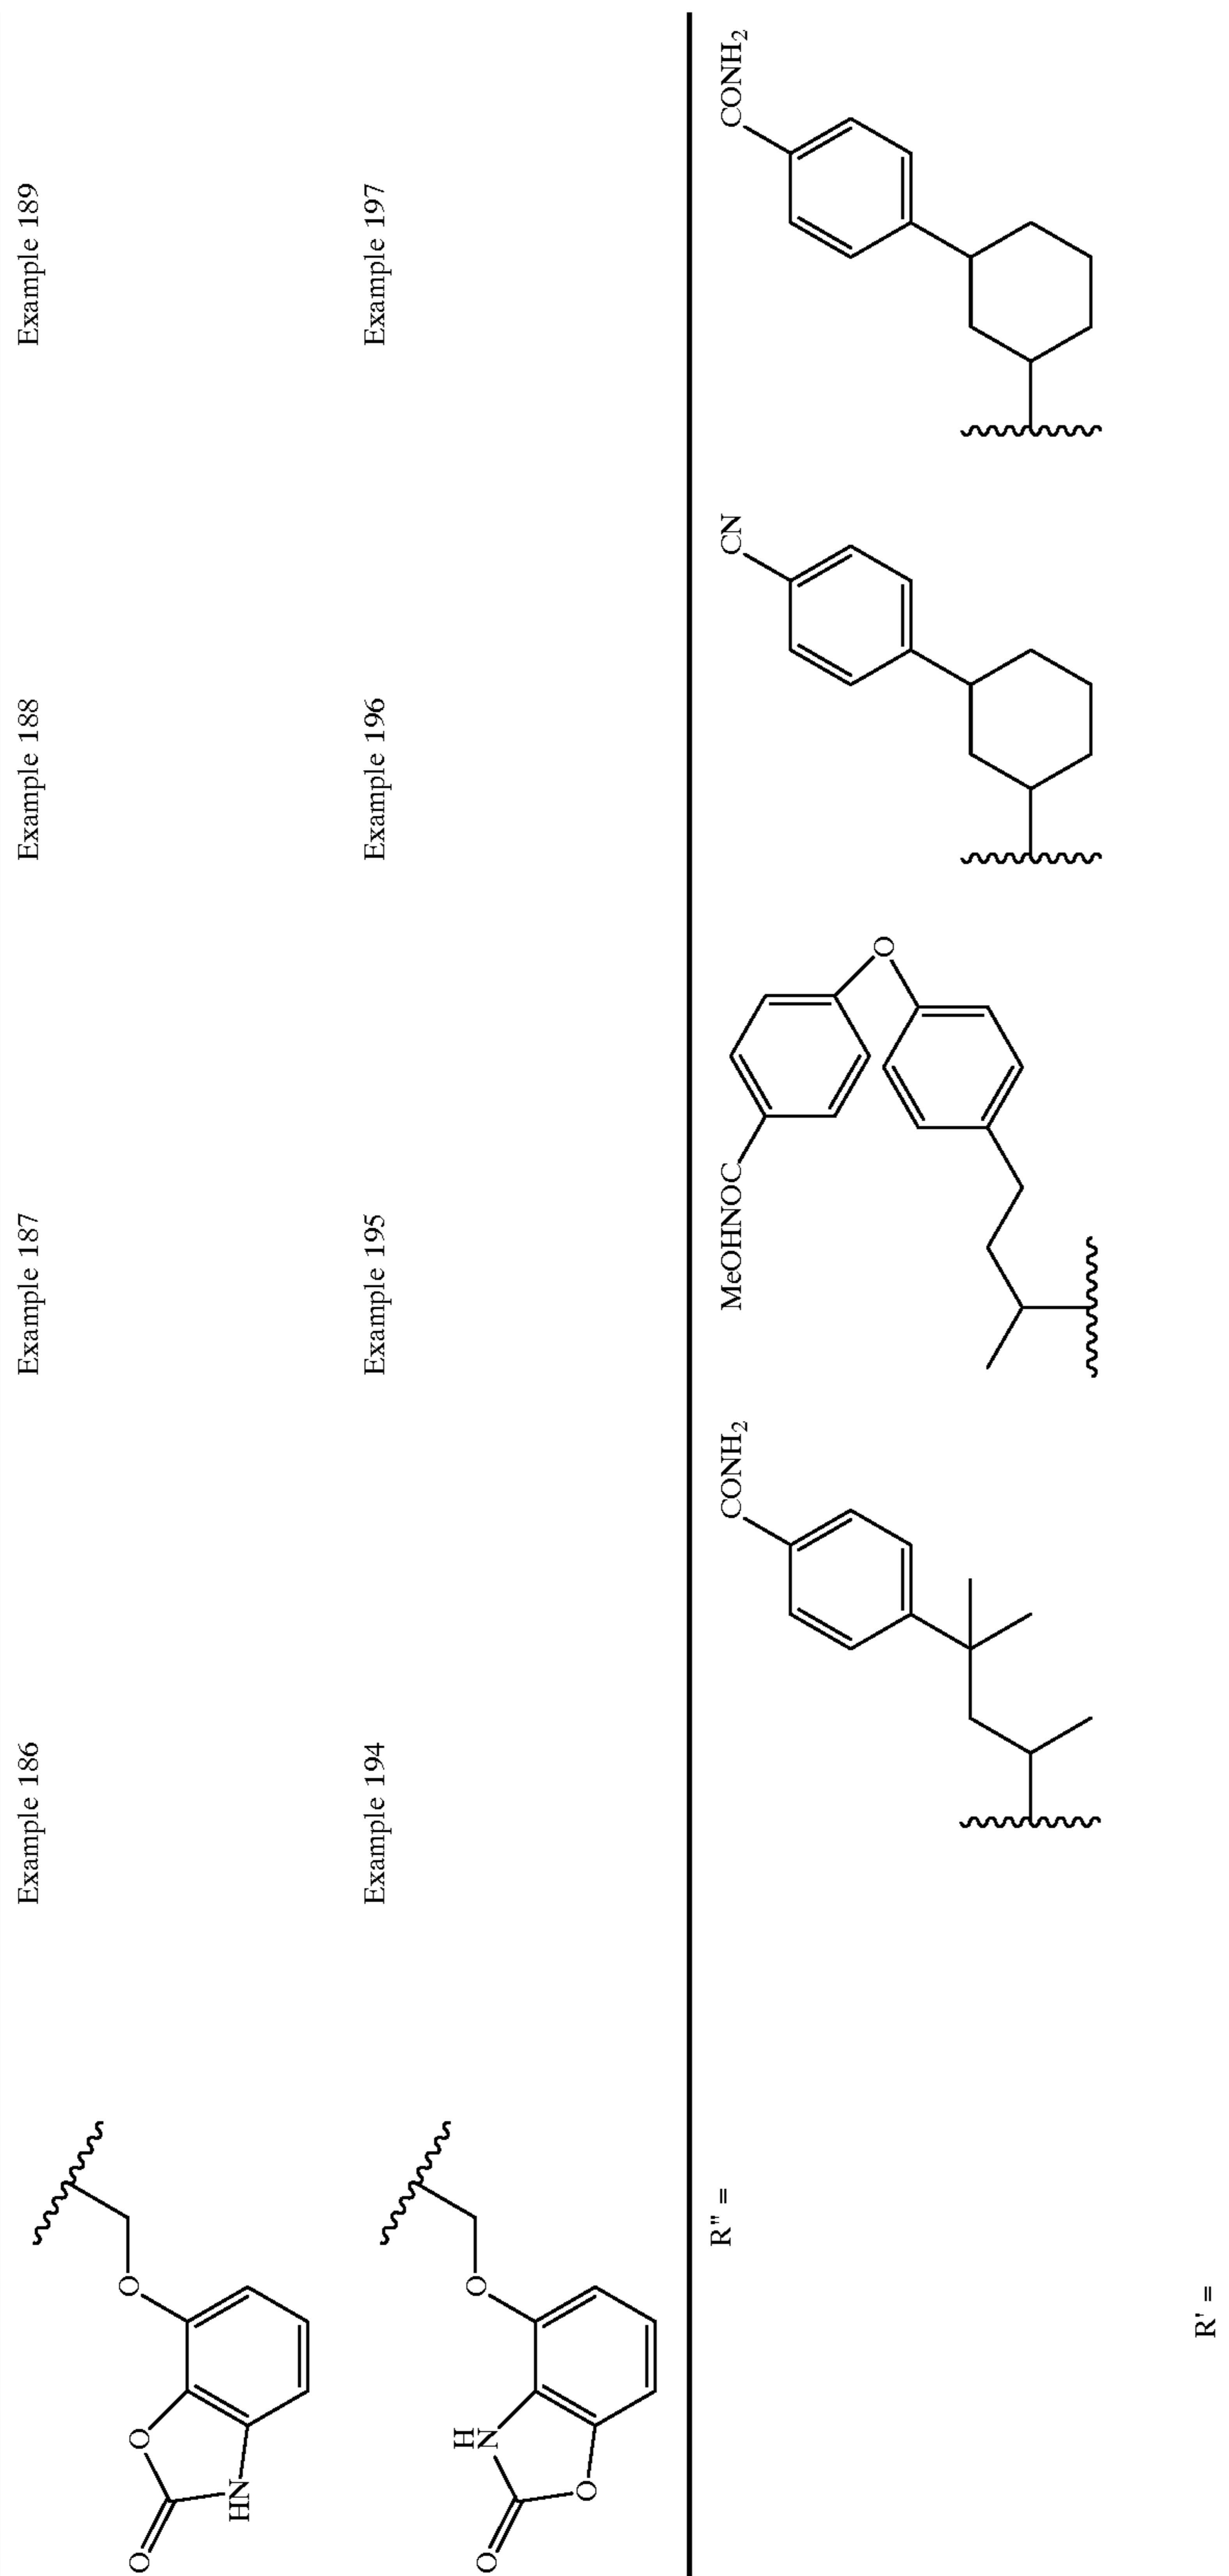 Example 186 Example 187 Example 188 Example 189
O
O
O
HN
Example 194 Example 195 Example 196 Example 197
H
N
O
O
O
R" =
CONH₂
MeOHNOC
O
CN
CONH₂
R' =